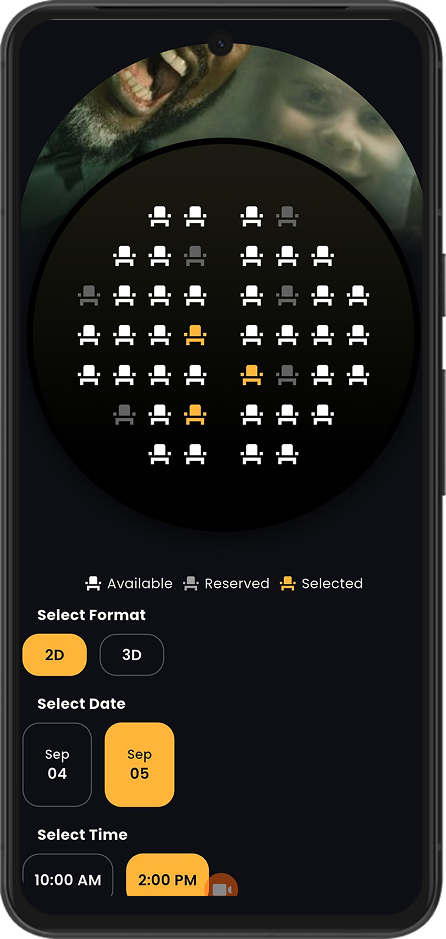 Available Reserved Selected
Select Format
2D 3D
Select Date
Sep Sep
04 05
Select Time
10:00 AM 2:00 PM